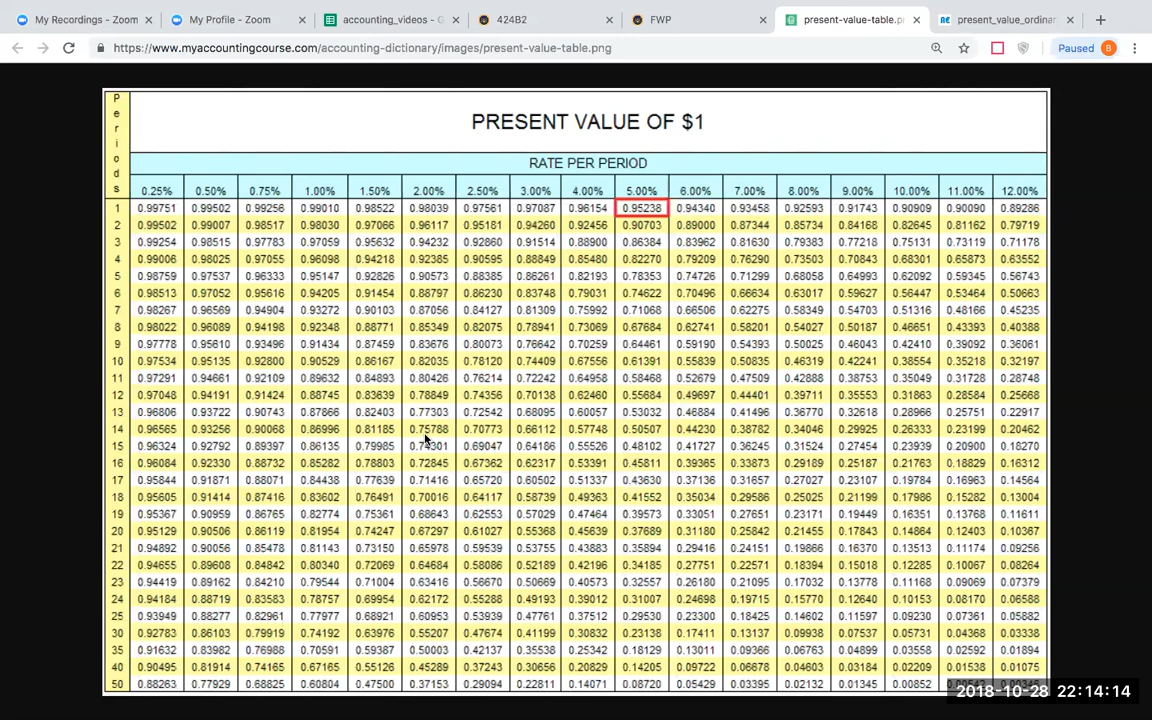 My Recordings - Zoom
My Profile - Zoom
accounting_videos - G
424B2
FWP
present-value-table.p
present_value_ordinar
https://www.myaccountingcourse.com/accounting-dictionary/images/present-value-table.png
Paused B
Periods
PRESENT VALUE OF $1
RATE PER PERIOD
0.25% 0.50% 0.75% 1.00% 1.50% 2.00% 2.50% 3.00% 4.00% 5.00% 6.00% 7.00% 8.00% 9.00% 10.00% 11.00% 12.00%
1 0.99751 0.99502 0.99256 0.99010 0.98522 0.98039 0.97561 0.97087 0.96154 0.95238 0.94340 0.93458 0.92593 0.91743 0.90909 0.90090 0.89286
2 0.99502 0.99007 0.98517 0.98030 0.97066 0.96117 0.95181 0.94260 0.92456 0.90703 0.89000 0.87344 0.85734 0.84168 0.82645 0.81162 0.79719
3 0.99254 0.98515 0.97783 0.97059 0.95632 0.94232 0.92860 0.91514 0.88900 0.86384 0.83962 0.81630 0.79383 0.77218 0.75131 0.73119 0.71178
4 0.99006 0.98025 0.97055 0.96098 0.94218 0.92385 0.90595 0.88849 0.85480 0.82270 0.79209 0.76290 0.73503 0.70843 0.68301 0.65873 0.63552
5 0.98759 0.97537 0.96333 0.95147 0.92826 0.90573 0.88385 0.86261 0.82193 0.78353 0.74726 0.71299 0.68058 0.64993 0.62092 0.59345 0.56743
6 0.98513 0.97052 0.95616 0.94205 0.91454 0.88797 0.86230 0.83748 0.79031 0.74622 0.70496 0.66634 0.63017 0.59627 0.56447 0.53464 0.50663
7 0.98267 0.96569 0.94904 0.93272 0.90103 0.87056 0.84127 0.81309 0.75992 0.71068 0.66506 0.62275 0.58349 0.54703 0.51316 0.48166 0.45235
8 0.98022 0.96089 0.94198 0.92348 0.88771 0.85349 0.82075 0.78941 0.73069 0.67684 0.62741 0.58201 0.54027 0.50187 0.46651 0.43393 0.40388
9 0.97778 0.95610 0.93496 0.91434 0.87459 0.83676 0.80073 0.76642 0.70259 0.64461 0.59190 0.54393 0.50025 0.46043 0.42410 0.39092 0.36061
10 0.97534 0.95135 0.92800 0.90529 0.86167 0.82035 0.78120 0.74409 0.67556 0.61391 0.55839 0.50835 0.46319 0.42241 0.38554 0.35218 0.32197
11 0.97291 0.94661 0.92109 0.89632 0.84893 0.80426 0.76214 0.72242 0.64958 0.58468 0.52679 0.47509 0.42888 0.38753 0.35049 0.31728 0.28748
12 0.97048 0.94191 0.91424 0.88745 0.83639 0.78849 0.74356 0.70138 0.62460 0.55684 0.49697 0.44401 0.39711 0.35553 0.31863 0.28584 0.25668
13 0.96806 0.93722 0.90743 0.87866 0.82403 0.77303 0.72542 0.68095 0.60057 0.53032 0.46884 0.41496 0.36770 0.32618 0.28966 0.25751 0.22917
14 0.96565 0.93256 0.90068 0.86996 0.81185 0.75788 0.70773 0.66112 0.57748 0.50507 0.44230 0.38782 0.34046 0.29925 0.26333 0.23199 0.20462
15 0.96324 0.92792 0.89397 0.86135 0.79985 0.74301 0.69047 0.64186 0.55526 0.48102 0.41727 0.36245 0.31524 0.27454 0.23939 0.20900 0.18270
16 0.96084 0.92330 0.88732 0.85282 0.78803 0.72845 0.67362 0.62317 0.53391 0.45811 0.39365 0.33873 0.29189 0.25187 0.21763 0.18829 0.16312
17 0.95844 0.91871 0.88071 0.84438 0.77639 0.71416 0.65720 0.60502 0.51337 0.43630 0.37136 0.31657 0.27027 0.23107 0.19784 0.16963 0.14564
18 0.95605 0.91414 0.87416 0.83602 0.76491 0.70016 0.64117 0.58739 0.49363 0.41552 0.35034 0.29586 0.25025 0.21199 0.17986 0.15282 0.13004
19 0.95367 0.90959 0.86765 0.82774 0.75361 0.68643 0.62553 0.57029 0.47464 0.39573 0.33051 0.27651 0.23171 0.19449 0.16351 0.13768 0.11611
20 0.95129 0.90506 0.86119 0.81954 0.74247 0.67297 0.61027 0.55368 0.45639 0.37689 0.31180 0.25842 0.21455 0.17843 0.14864 0.12403 0.10367
21 0.94892 0.90056 0.85478 0.81143 0.73150 0.65978 0.59539 0.53755 0.43883 0.35894 0.29416 0.24151 0.19866 0.16370 0.13513 0.11174 0.09256
22 0.94655 0.89608 0.84842 0.80340 0.72069 0.64684 0.58086 0.52189 0.42196 0.34185 0.27751 0.22571 0.18394 0.15018 0.12285 0.10067 0.08264
23 0.94419 0.89162 0.84210 0.79544 0.71004 0.63416 0.56670 0.50669 0.40573 0.32557 0.26180 0.21095 0.17032 0.13778 0.11168 0.09069 0.07379
24 0.94184 0.88719 0.83583 0.78757 0.69954 0.62172 0.55288 0.49193 0.39012 0.31007 0.24698 0.19715 0.15770 0.12640 0.10153 0.08170 0.06588
25 0.93949 0.88277 0.82961 0.77977 0.68921 0.60953 0.53939 0.47761 0.37512 0.29530 0.23300 0.18425 0.14602 0.11597 0.09230 0.07361 0.05882
30 0.92783 0.86103 0.79919 0.74192 0.63976 0.55207 0.47674 0.41199 0.30832 0.23138 0.17411 0.13137 0.09938 0.07537 0.05731 0.04368 0.03338
35 0.91632 0.83982 0.76988 0.70591 0.59387 0.50003 0.42137 0.35538 0.25342 0.18129 0.13011 0.09366 0.06763 0.04899 0.03558 0.02592 0.01894
40 0.90495 0.81914 0.74165 0.67165 0.55126 0.45289 0.37243 0.30656 0.20829 0.14205 0.09722 0.06678 0.04603 0.03184 0.02209 0.01538 0.01075
50 0.88263 0.77929 0.68825 0.60804 0.47500 0.37153 0.29094 0.22811 0.14071 0.08720 0.05429 0.03395 0.02132 0.01345 0.00852
2018-10-28 22:14:14